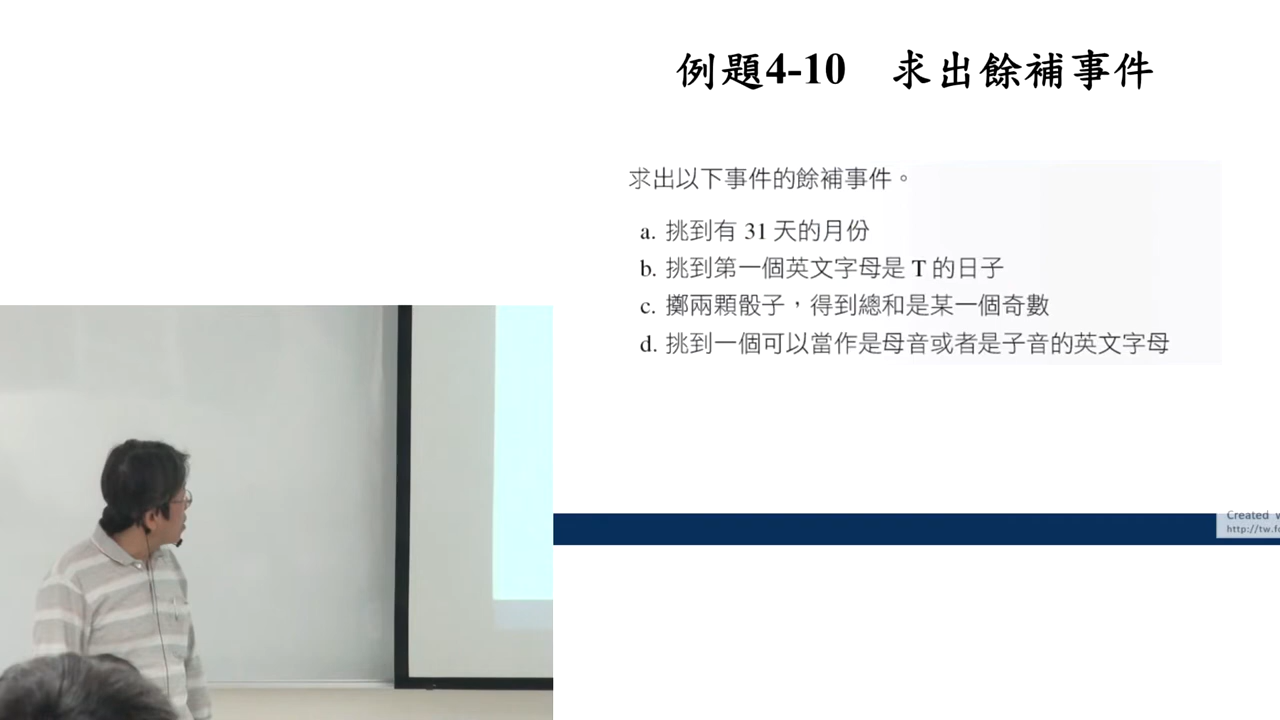 例題4-10 求出餘補事件
求出以下事件的餘補事件。
a. 挑到有 31 天的月份
b. 挑到第一個英文字母是 T 的日子
c. 擲兩顆骰子，得到總和是某一個奇數
d. 挑到一個可以當作是母音或者是子音的英文字母
Created
http://tw.fo